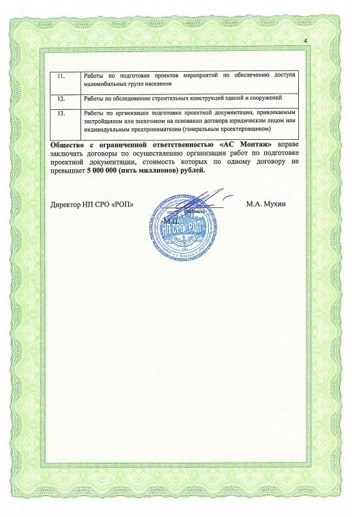 4
11. Работы по подготовке проектов мероприятий по обеспечению доступа
маломобильных групп населения
12. Работы по обследованию строительных конструкций зданий и сооружений
13. Работы по организации подготовки проектной документации, привлекаемым
застройщиком или заказчиком на основании договора юридическим лицом или
индивидуальным предпринимателем (генеральным проектировщиком)
Общество с ограниченной ответственностью «АС Монтаж» вправе
заключать договоры по осуществлению организации работ по подготовке
проектной документации, стоимость которых по одному договору не
превышает 5 000 000 (пять миллионов) рублей.
Директор НП СРО «РОП» М.А. Мухин
М.П.
НП СРО РОП